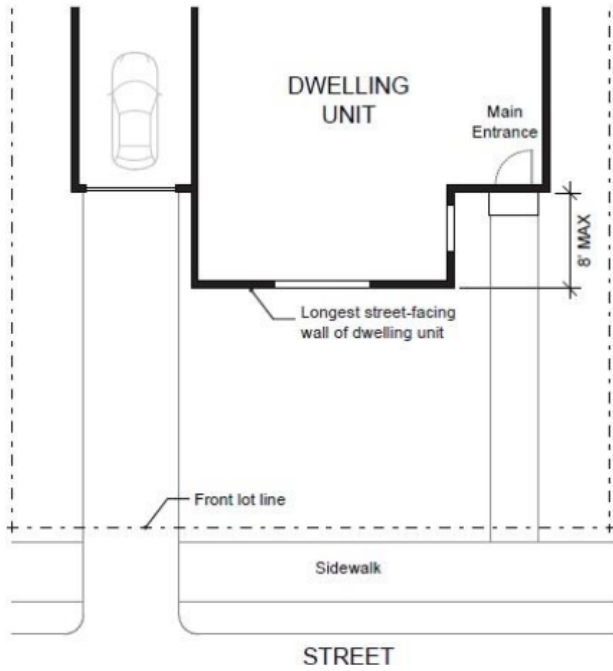 DWELLING
UNIT
Main
Entrance
8' MAX
Longest street-facing
wall of dwelling unit
Front lot line
Sidewalk
STREET